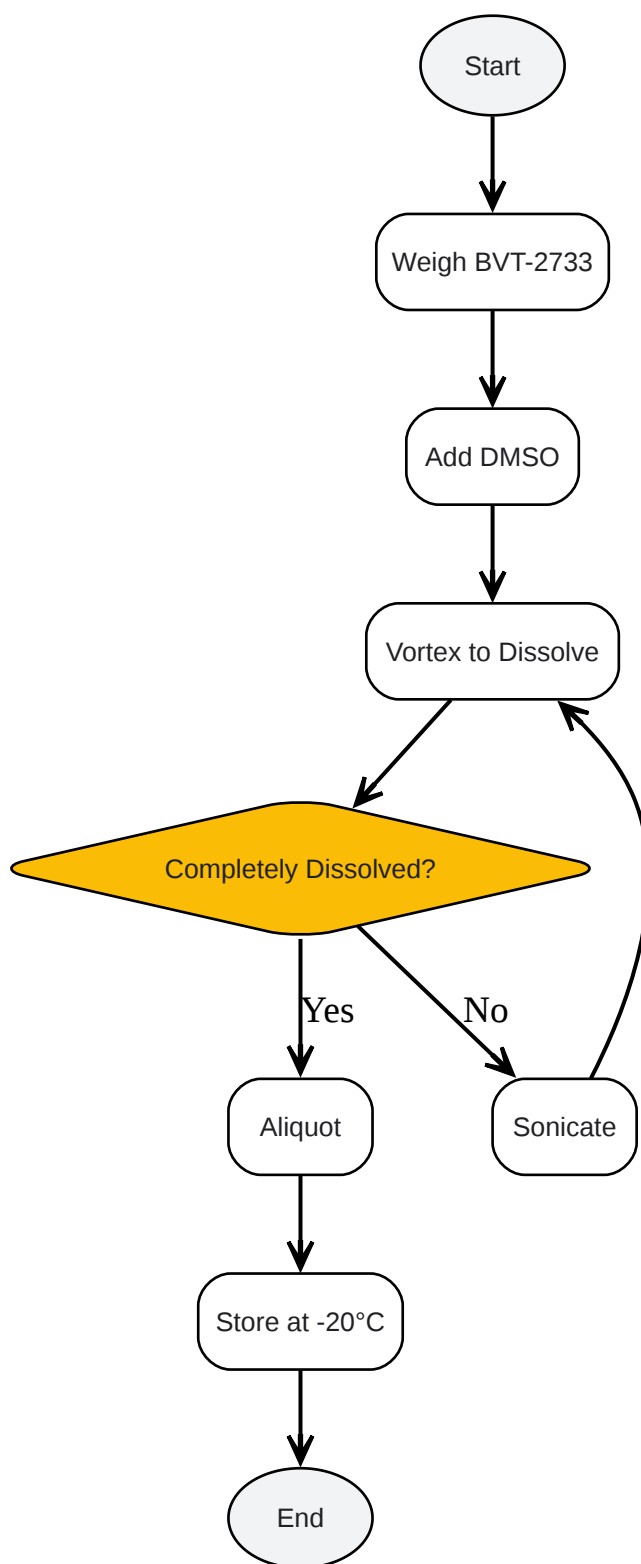 Start
Weigh BVT-2733
Add DMSO
Vortex to Dissolve
Completely Dissolved?
Yes
No
Aliquot
Sonicate
Store at -20°C
End